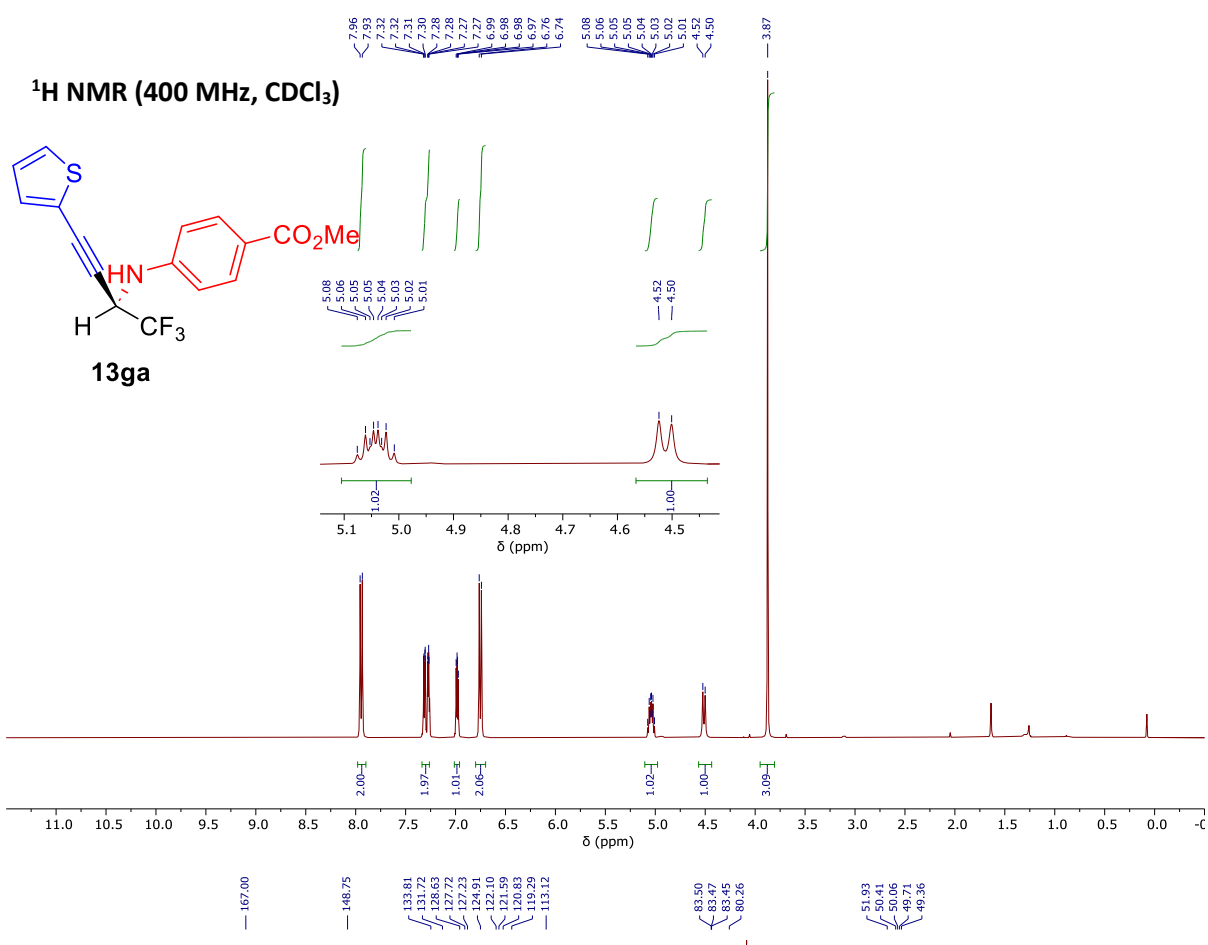 7.96 7.93 7.32 7.32 7.31 7.30 7.28 7.28 7.27 7.27 6.99 6.98 6.98 6.97 6.76 6.74 5.08 5.06 5.05 5.05 5.04 5.03 5.02 5.01 4.52 4.50 3.87
¹H NMR (400 MHz, CDCl₃)
S
CO₂Me
HN
H
CF₃
13ga
5.08 5.06 5.05 5.05 5.04 5.03 5.02 5.01 4.52 4.50
1.02 1.00
5.1 5.0 4.9 4.8 4.7 4.6 4.5
δ (ppm)
2.00 1.97 1.01 2.06 1.02 1.00 3.09
11.0 10.5 10.0 9.5 9.0 8.5 8.0 7.5 7.0 6.5 6.0 5.5 5.0 4.5 4.0 3.5 3.0 2.5 2.0 1.5 1.0 0.5 0.0
δ (ppm)
167.00 148.75 133.81 131.72 128.63 127.72 127.23 124.91 122.10 121.59 120.83 119.29 113.12 83.50 83.47 83.45 80.26 51.93 50.41 50.06 49.71 49.36